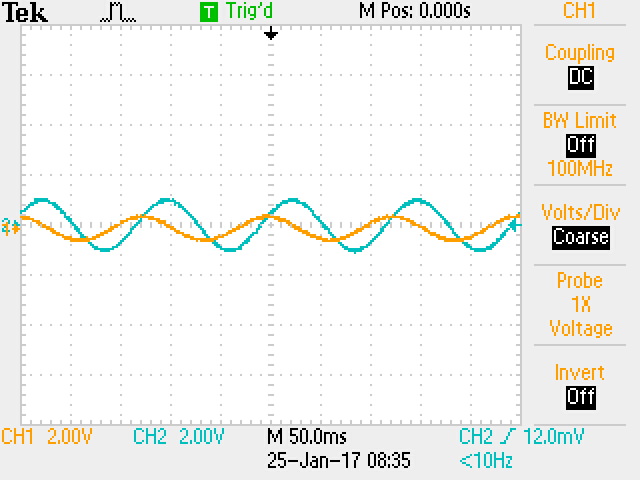 Tek T Trig'd M Pos: 0.000s CH1
Coupling
DC
BW Limit
Off
100MHz
Volts/Div
Coarse
Probe
1X
Voltage
Invert
Off
CH1 2.00V CH2 2.00V M 50.0ms CH2 12.0mV
25-Jan-17 08:35 <10Hz